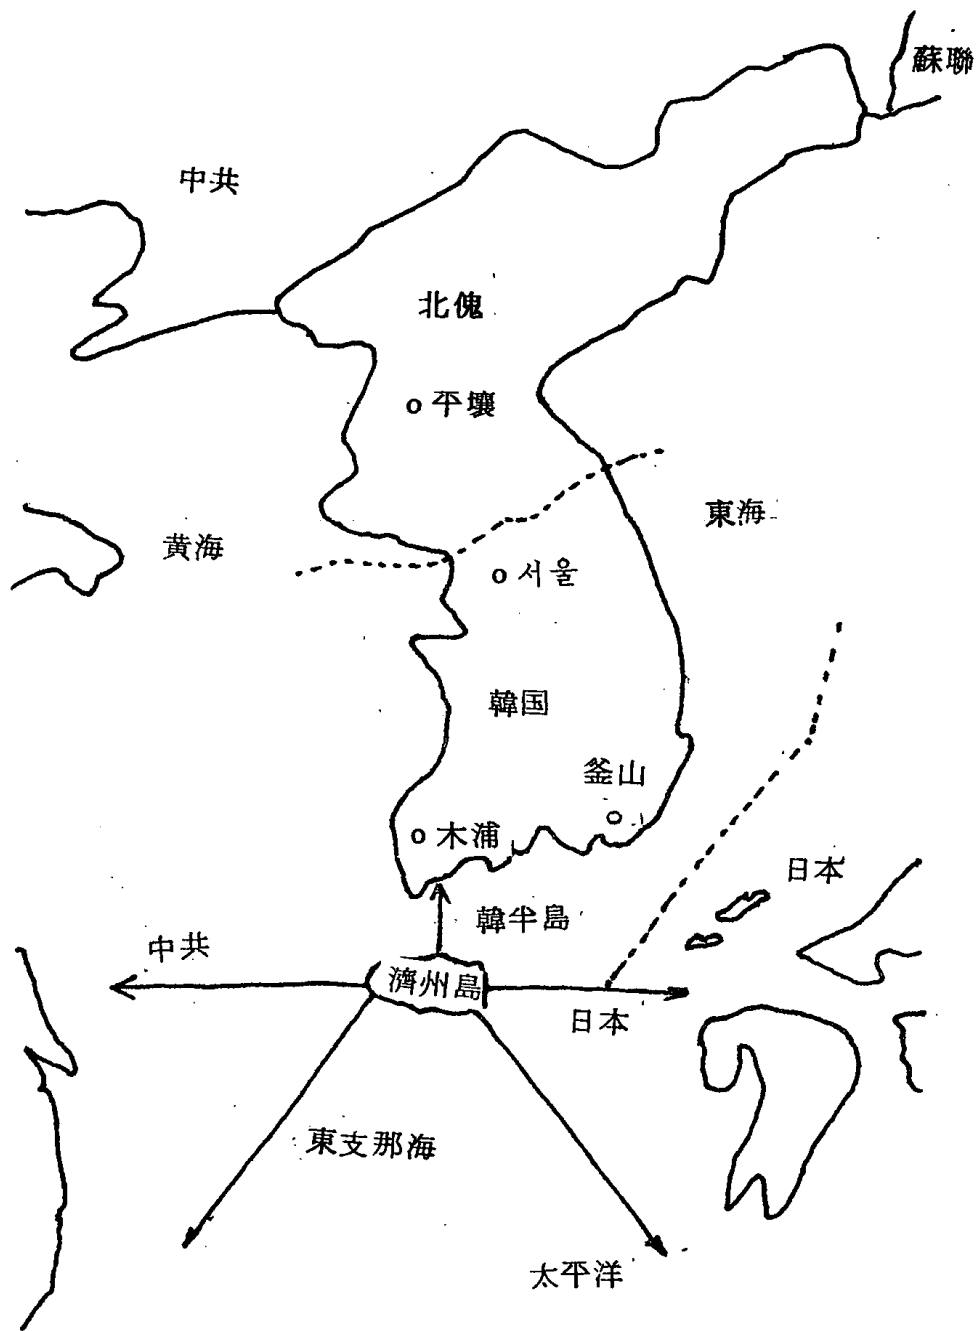 蘇聯
中共
北傀
平壤
東海
黄海
서울
韓国
釜山
木浦
日本
韓半島
中共
濟州島
日本
東支那海
太平洋